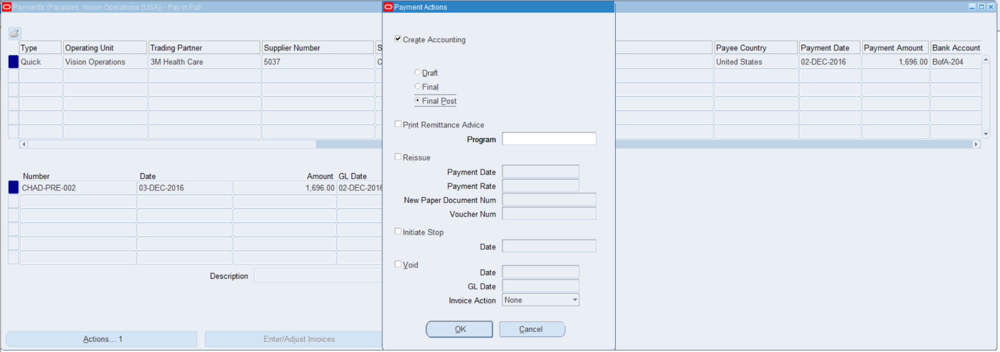 Payments (Payables, Vision Operations (USA)) - Pay in Full
Type Operating Unit Trading Partner Supplier Number S
Quick Vision Operations 3M Health Care 5037 C
Number Date Amount GL Date
CHAD-PRE-002 03-DEC-2016 1,696.00 02-DEC-2016
Description
Actions... 1 Enter/Adjust Invoices
Payment Actions
Create Accounting
Draft
Final
Final Post
Print Remittance Advice
Program
Reissue
Payment Date
Payment Rate
New Paper Document Num
Voucher Num
Initiate Stop
Date
Void
Date
GL Date
Invoice Action None
OK Cancel
Payee Country Payment Date Payment Amount Bank Account
United States 02-DEC-2016 1,696.00 BofA-204